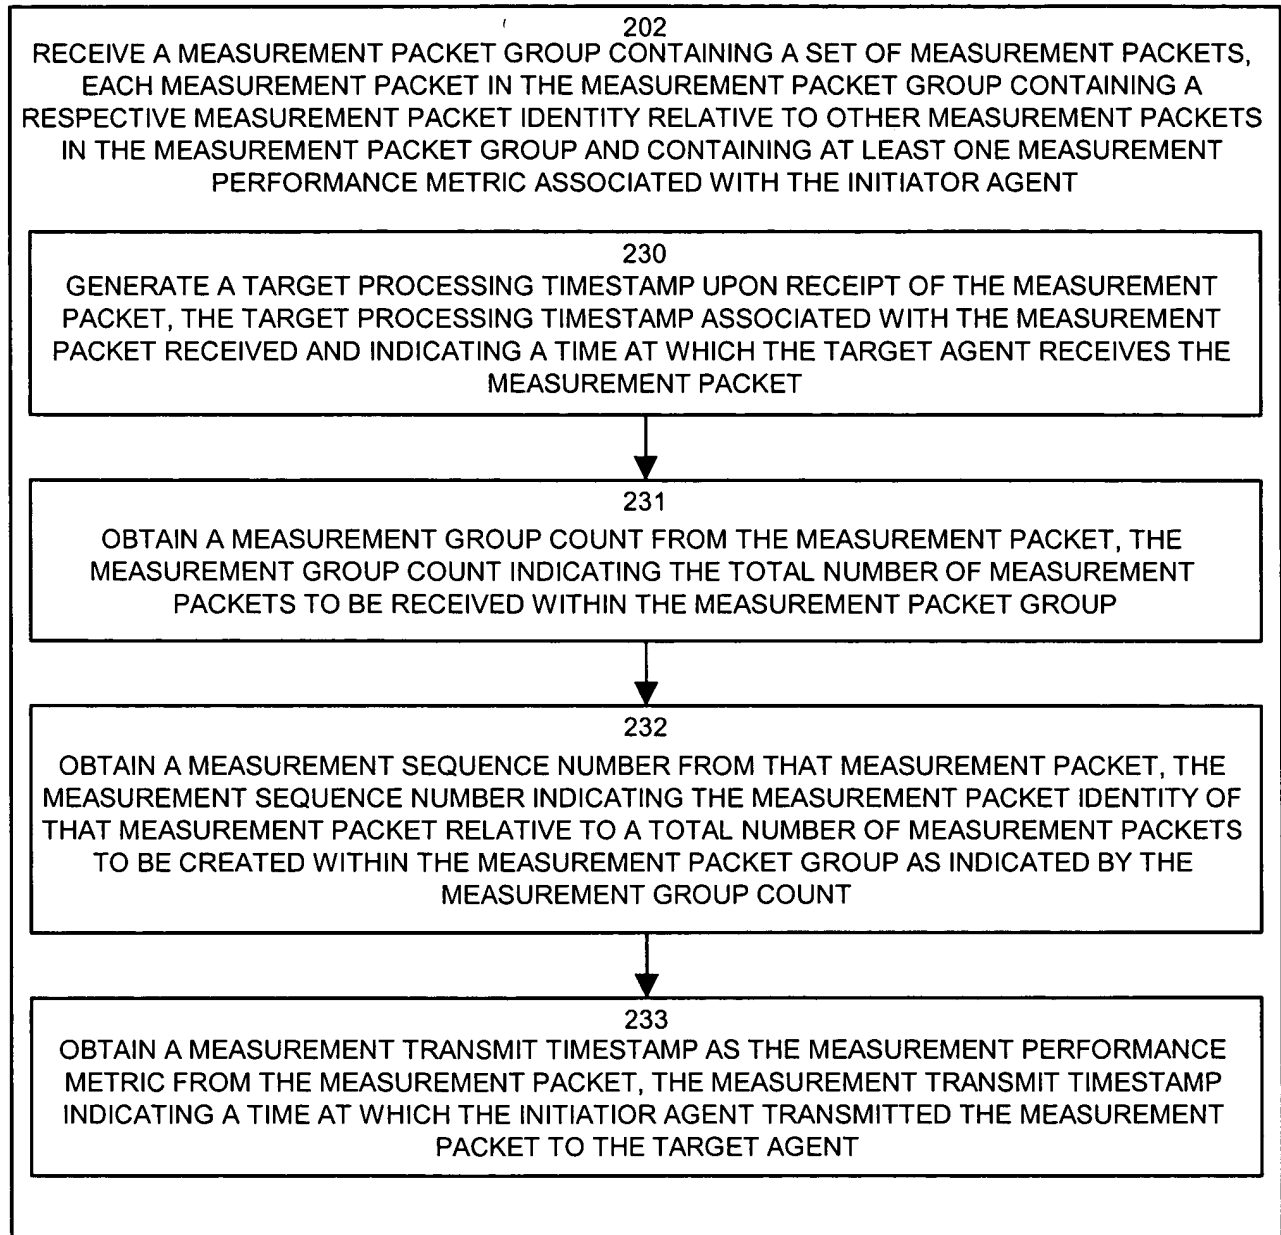 202
RECEIVE A MEASUREMENT PACKET GROUP CONTAINING A SET OF MEASUREMENT PACKETS,
EACH MEASUREMENT PACKET IN THE MEASUREMENT PACKET GROUP CONTAINING A
RESPECTIVE MEASUREMENT PACKET IDENTITY RELATIVE TO OTHER MEASUREMENT PACKETS
IN THE MEASUREMENT PACKET GROUP AND CONTAINING AT LEAST ONE MEASUREMENT
PERFORMANCE METRIC ASSOCIATED WITH THE INITIATOR AGENT
230
GENERATE A TARGET PROCESSING TIMESTAMP UPON RECEIPT OF THE MEASUREMENT
PACKET, THE TARGET PROCESSING TIMESTAMP ASSOCIATED WITH THE MEASUREMENT
PACKET RECEIVED AND INDICATING A TIME AT WHICH THE TARGET AGENT RECEIVES THE
MEASUREMENT PACKET
231
OBTAIN A MEASUREMENT GROUP COUNT FROM THE MEASUREMENT PACKET, THE
MEASUREMENT GROUP COUNT INDICATING THE TOTAL NUMBER OF MEASUREMENT
PACKETS TO BE RECEIVED WITHIN THE MEASUREMENT PACKET GROUP
232
OBTAIN A MEASUREMENT SEQUENCE NUMBER FROM THAT MEASUREMENT PACKET, THE
MEASUREMENT SEQUENCE NUMBER INDICATING THE MEASUREMENT PACKET IDENTITY OF
THAT MEASUREMENT PACKET RELATIVE TO A TOTAL NUMBER OF MEASUREMENT PACKETS
TO BE CREATED WITHIN THE MEASUREMENT PACKET GROUP AS INDICATED BY THE
MEASUREMENT GROUP COUNT
233
OBTAIN A MEASUREMENT TRANSMIT TIMESTAMP AS THE MEASUREMENT PERFORMANCE
METRIC FROM THE MEASUREMENT PACKET, THE MEASUREMENT TRANSMIT TIMESTAMP
INDICATING A TIME AT WHICH THE INITIATIOR AGENT TRANSMITTED THE MEASUREMENT
PACKET TO THE TARGET AGENT